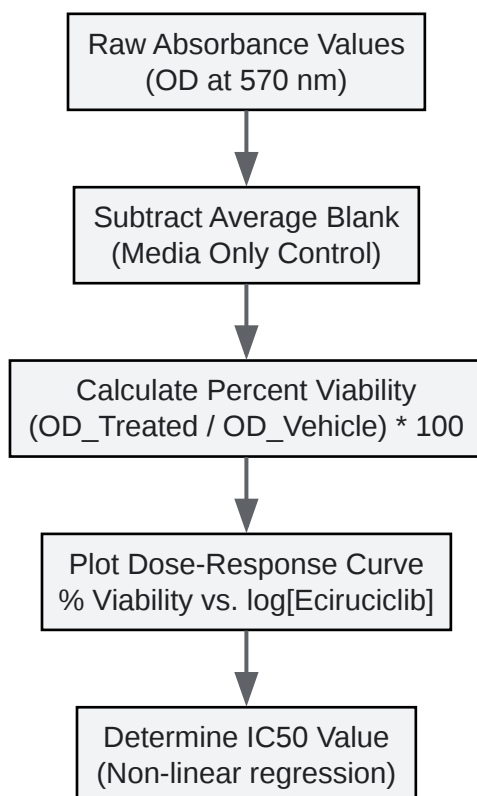 Raw Absorbance Values
(OD at 570 nm)
Subtract Average Blank
(Media Only Control)
Calculate Percent Viability
(OD_Treated / OD_Vehicle) * 100
Plot Dose-Response Curve
% Viability vs. log[Eciruciclib]
Determine IC50 Value
(Non-linear regression)